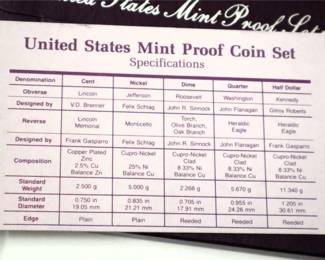 United States Mint Proof Set
United States Mint Proof Coin Set
Specifications
Denomination Cent Nickel Dime Quarter Half Dollar
Obverse Lincoln Jefferson Roosevelt Washington Kennedy
Designed by V.D. Brenner Felix Schlag John R. Sinnock John Flanagan Gilroy Roberts
Reverse Lincoln Memorial Monticello Torch, Olive Branch, Oak Branch Heraldic Eagle Heraldic Eagle
Designed by Frank Gasparro Felix Schlag John R. Sinnock John Flanagan Frank Gasparro
Composition Copper Plated Zinc 2.5% Cu Balance Zn Cupro-Nickel 25% Ni Balance Cu Cupro-Nickel Clad 8.33% Ni Balance Cu Cupro-Nickel Clad 8.33% Ni Balance Cu Cupro-Nickel Clad 8.33% Ni Balance Cu
Standard Weight 2.500 g 5.000 g 2.268 g 5.670 g 11.340 g
Standard Diameter 0.750 in 19.05 mm 0.835 in 21.21 mm 0.705 in 17.91 mm 0.955 in 24.26 mm 1.205 in 30.61 mm
Edge Plain Plain Reeded Reeded Reeded